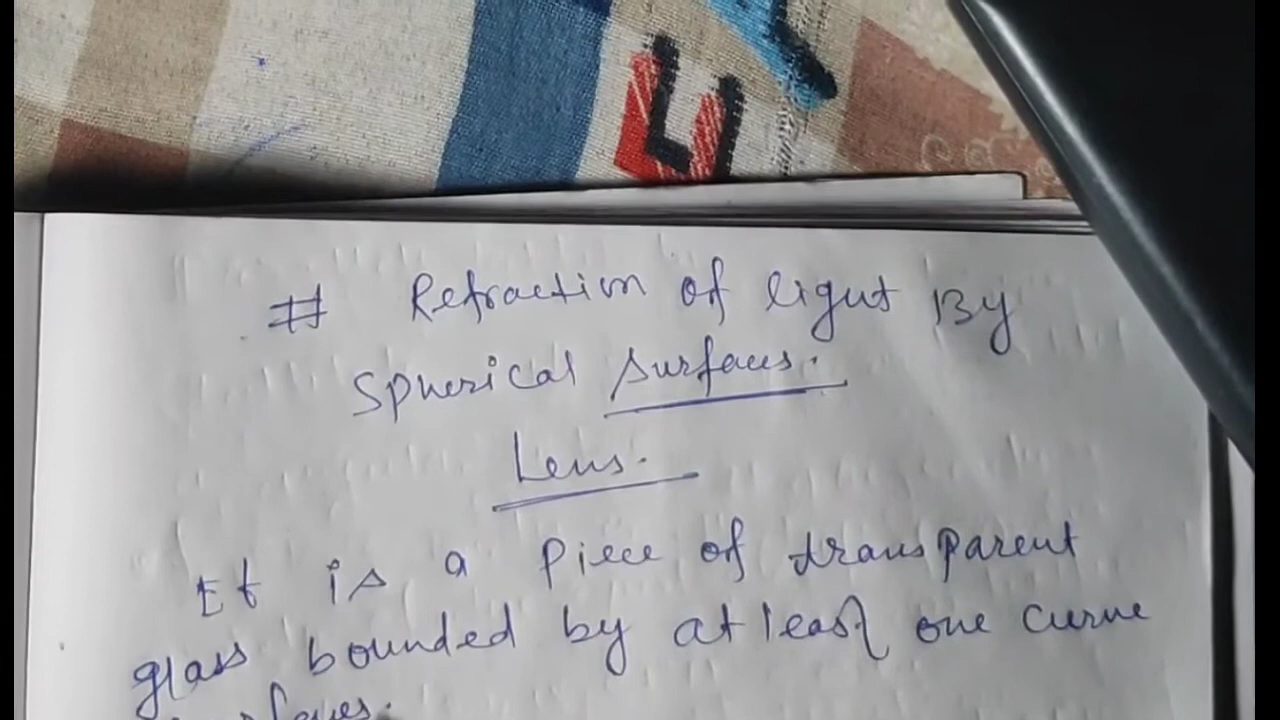 # Refraction of light By
Spherical surfaces.
Lens.
It is a Piece of transparent
glass bounded by at least one curve